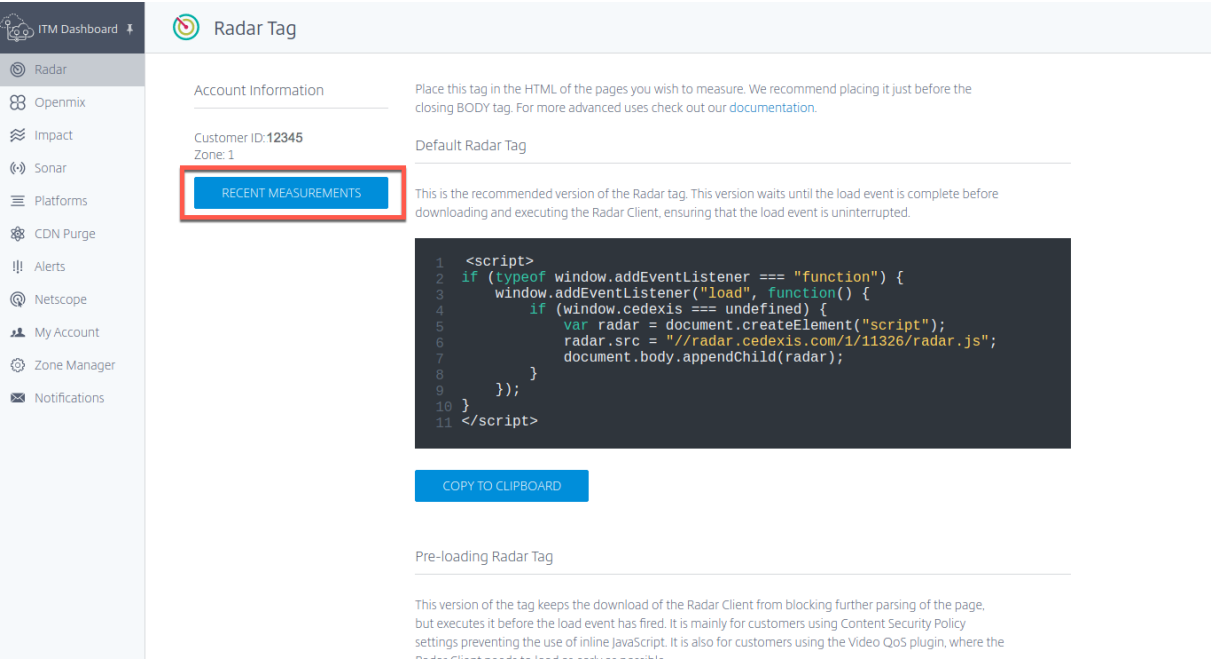 ITM Dashboard
Radar Tag
Radar
Openmix
Impact
Sonar
Platforms
CDN Purge
Alerts
Netscope
My Account
Zone Manager
Notifications
Account Information
Customer ID:12345
Zone: 1
RECENT MEASUREMENTS
Place this tag in the HTML of the pages you wish to measure. We recommend placing it just before the
closing BODY tag. For more advanced uses check out our documentation.
Default Radar Tag
This is the recommended version of the Radar tag. This version waits until the load event is complete before
downloading and executing the Radar Client, ensuring that the load event is uninterrupted.
1 <script>
2 if (typeof window.addEventListener === "function") {
3 window.addEventListener("load", function() {
4 if (window.cedexis === undefined) {
5 var radar = document.createElement("script");
6 radar.src = "//radar.cedexis.com/1/11326/radar.js";
7 document.body.appendChild(radar);
8 }
9 });
10 }
11 </script>
COPY TO CLIPBOARD
Pre-loading Radar Tag
This version of the tag keeps the download of the Radar Client from blocking further parsing of the page,
but executes it before the load event has fired. It is mainly for customers using Content Security Policy
settings preventing the use of inline JavaScript. It is also for customers using the Video QoS plugin, where the
Radar Client needs to load as early as possible